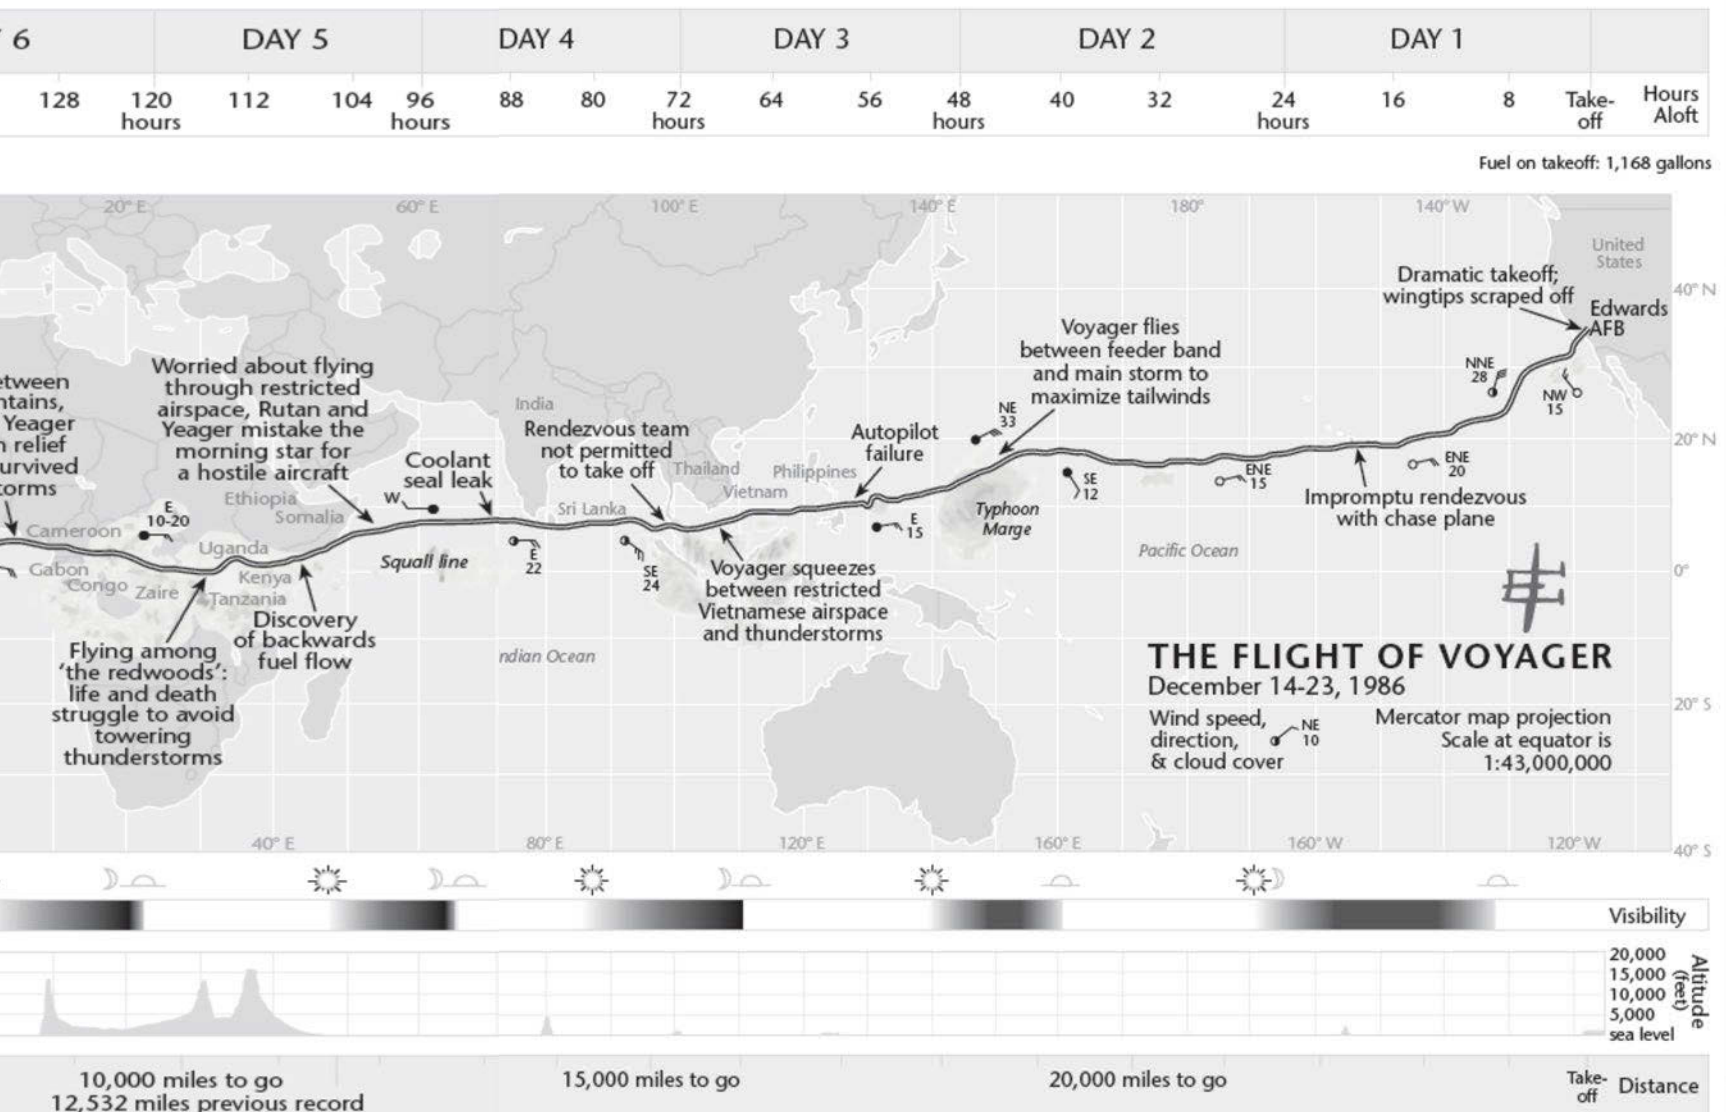 6
DAY 5
DAY 4
DAY 3
DAY 2
DAY 1
128
120
hours
112
104
96
hours
88
80
72
hours
64
56
48
hours
40
32
24
hours
16
8
Take-
off
Hours
Aloft
Fuel on takeoff: 1,168 gallons
20° E
60° E
100° E
140° E
180°
140° W
United
States
40° N
Dramatic takeoff;
wingtips scraped off
Edwards
AFB
Voyager flies
between feeder band
and main storm to
maximize tailwinds
NNE
28
NW
15
etween
ntains,
Yeager
n relief
urvived
torms
Worried about flying
through restricted
airspace, Rutan and
Yeager mistake the
morning star for
a hostile aircraft
Coolant
seal leak
India
Rendezvous team
not permitted
to take off
Thailand
Vietnam
Philippines
Autopilot
failure
NE
33
20° N
W
SE
12
ENE
15
ENE
20
Impromptu rendezvous
with chase plane
E
10-20
Ethiopia
Somalia
Sri Lanka
Typhoon
Marge
E
15
Cameroon
Uganda
Squall line
E
22
SE
24
Pacific Ocean
Gabon
Congo
Zaire
Kenya
Tanzania
0°
Voyager squeezes
between restricted
Vietnamese airspace
and thunderstorms
Discovery
of backwards
fuel flow
Flying among
‘the redwoods’:
life and death
struggle to avoid
towering
thunderstorms
ndian Ocean
THE FLIGHT OF VOYAGER
December 14-23, 1986
Wind speed,
direction,
& cloud cover
NE
10
Mercator map projection
Scale at equator is
1:43,000,000
20° S
40° E
80° E
120° E
160° E
160° W
120° W
40° S
Visibility
20,000
15,000
10,000
5,000
sea level
Altitude
(feet)
10,000 miles to go
12,532 miles previous record
15,000 miles to go
20,000 miles to go
Take-
off
Distance